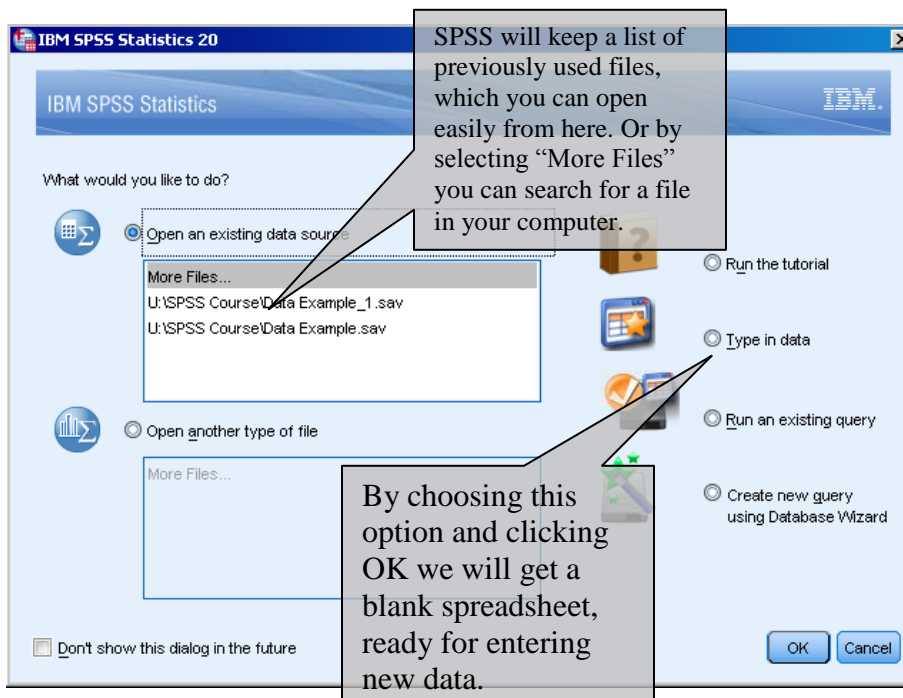 IBM SPSS Statistics 20
SPSS will keep a list of
previously used files,
which you can open
easily from here. Or by
selecting “More Files”
you can search for a file
in your computer.
IBM SPSS Statistics
IBM.
What would you like to do?
Open an existing data source
More Files...
U:\SPSS Course\Data Example_1.sav
U:\SPSS Course\Data Example.sav
Open another type of file
More Files...
Run the tutorial
Type in data
Run an existing query
Create new query
using Database Wizard
By choosing this
option and clicking
OK we will get a
blank spreadsheet,
ready for entering
new data.
Don't show this dialog in the future
OK
Cancel